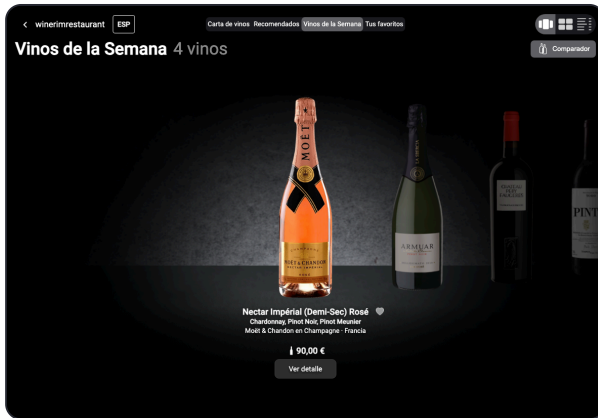 winerimrestaurant ESP Carta de vinos Recomendados Vinos de la Semana Tus favoritos
Vinos de la Semana 4 vinos
Comparador
MOËT
MOËT & CHANDON
NECTAR IMPÉRIAL
ARMUAR
PINT
Nectar Impérial (Demi-Sec) Rosé
Chardonnay, Pinot Noir, Pinot Meunier
Moët & Chandon en Champagne · Francia
90,00 €
Ver detalle